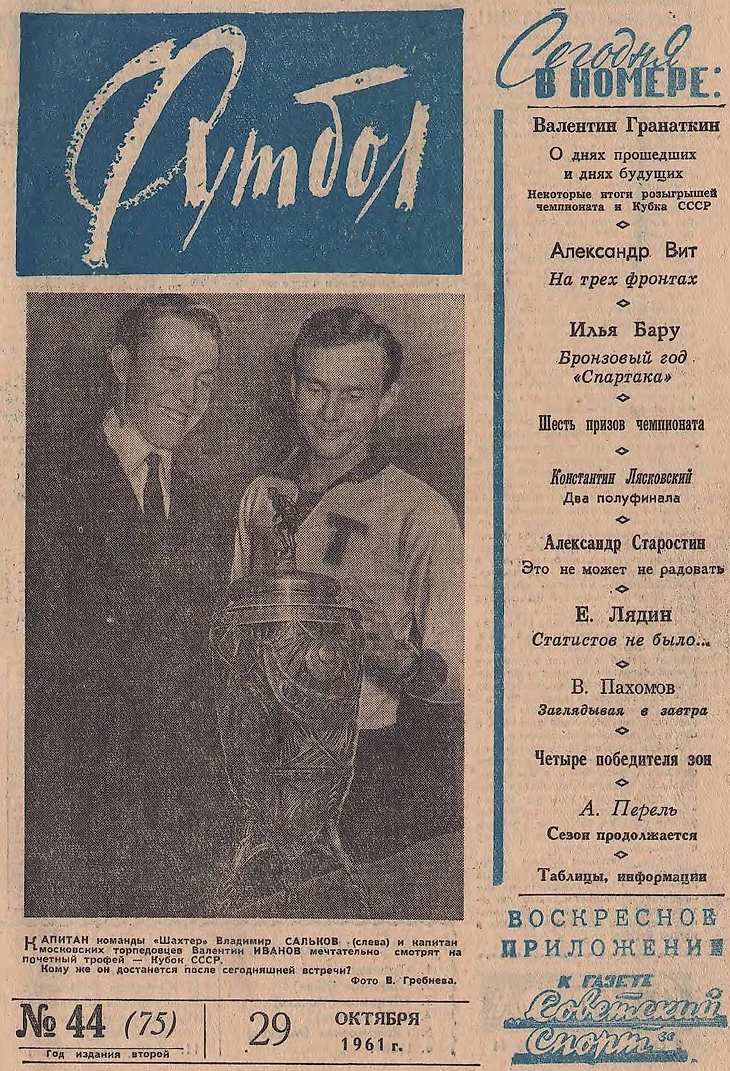 Футбол
Сегодня
В НОМЕРЕ:
Валентин Гранаткин
О днях прошедших
и днях будущих
Некоторые итоги розыгрышей
чемпионата и Кубка СССР
Александр Вит
На трех фронтах
Илья Бару
Бронзовый год
«Спартака»
Шесть призов чемпионата
Константин Лясковский
Два полуфинала
Александр Старостин
Это не может не радовать
Е. Лядин
Статистов не было...
В. Пахомов
Заглядывая в завтра
Четыре победителя зон
А. Перель
Сезон продолжается
Таблицы, информации
ВОСКРЕСНОЕ
ПРИЛОЖЕНИЕ
К ГАЗЕТЕ
„Советский
Спорт“
Т
КАПИТАН команды «Шахтер» Владимир САЛЬКОВ (слева) и капитан
московских торпедовцев Валентин ИВАНОВ мечтательно смотрят на
почетный трофей — Кубок СССР.
Кому же он достанется после сегодняшней встречи?
Фото В. Гребнева.
№ 44 (75)
Год издания второй
29
ОКТЯБРЯ
1961 г.